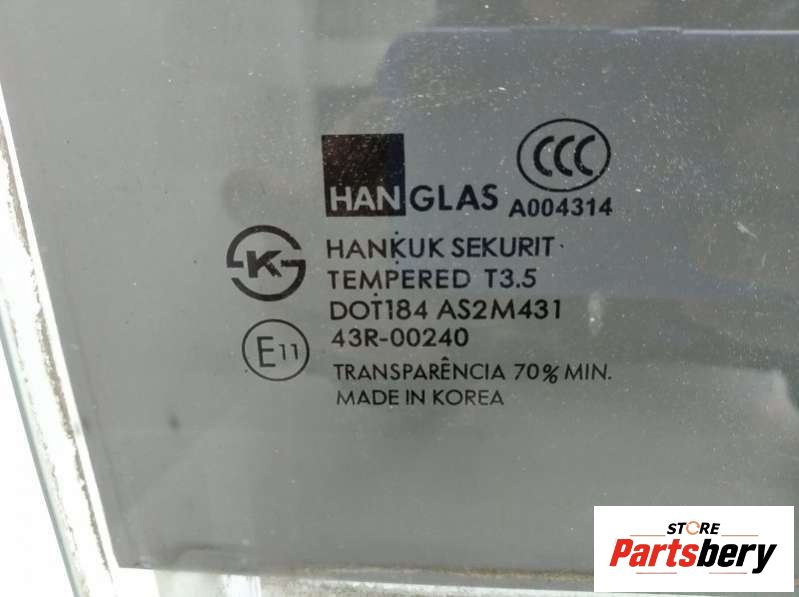 CCC
HANGLAS
A004314
K
HANKUK SEKURIT
TEMPERED T3.5
DOT184 AS2M431
E11
43R-00240
TRANSPARÊNCIA 70% MIN.
MADE IN KOREA
STORE
Partsbery